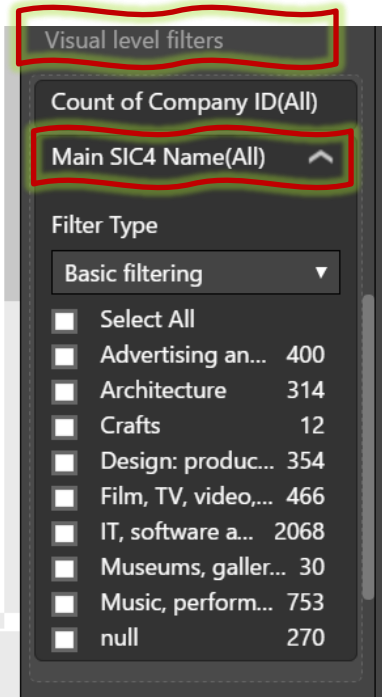 Visual level filters
Count of Company ID(All)
Main SIC4 Name(All)
Filter Type
Basic filtering
Select All
Advertising an... 400
Architecture 314
Crafts 12
Design: produc... 354
Film, TV, video,... 466
IT, software a... 2068
Museums, galler... 30
Music, perform... 753
null 270